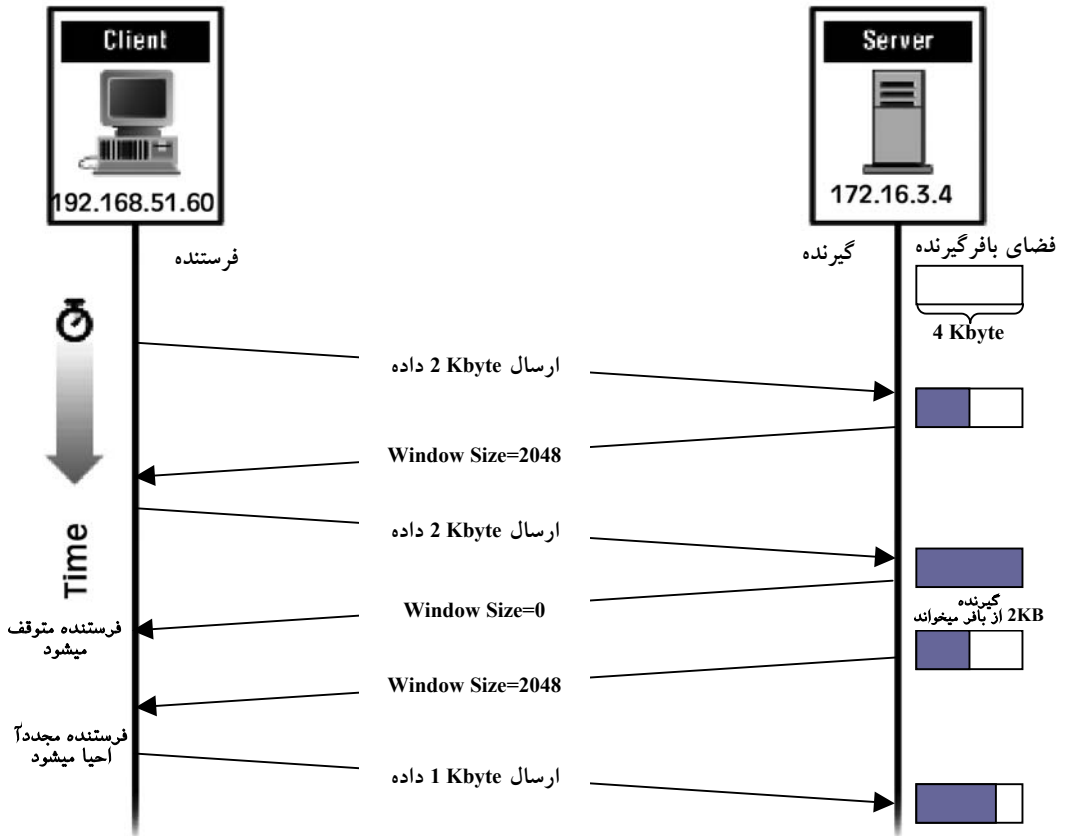 Client
192.168.51.60
Server
172.16.3.4
فرستنده
گیرنده
فضای بافرگیرنده
4 Kbyte
ارسال 2 Kbyte داده
Window Size=2048
Time
ارسال 2 Kbyte داده
Window Size=0
گیرنده
2KB از بافر میخواند
فرستنده متوقف
میشود
Window Size=2048
فرستنده مجدداً
احیا میشود
ارسال 1 Kbyte داده